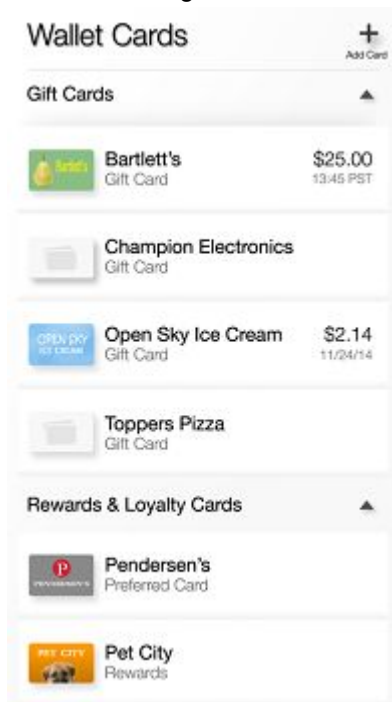 Wallet Cards
Add Card
Gift Cards
Bartlett's
Bartlett's
Gift Card
$25.00
13:45 PST
Champion Electronics
Gift Card
OPEN SKY
ICE CREAM
Open Sky Ice Cream
Gift Card
$2.14
11/24/14
Toppers Pizza
Gift Card
Rewards & Loyalty Cards
P
PENDERSEN'S
Pendersen's
Preferred Card
PET CITY
Pet City
Rewards